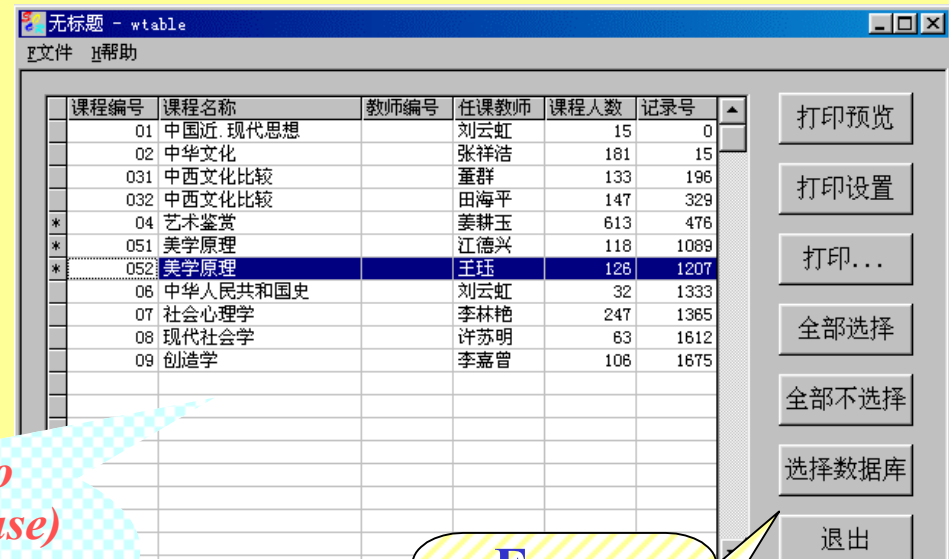 无标题 - wtable
F文件 H帮助
课程编号 课程名称 教师编号 任课教师 课程人数 记录号
01 中国近.现代思想 刘云虹 15 0
02 中华文化 张祥浩 181 15
031 中西文化比较 董群 133 196
032 中西文化比较 田海平 147 329
* 04 艺术鉴赏 姜耕玉 613 476
* 051 美学原理 江德兴 118 1089
* 052 美学原理 王珏 126 1207
06 中华人民共和国史 刘云虹 32 1333
07 社会心理学 李林艳 247 1365
08 现代社会学 许苏明 63 1612
09 创造学 李嘉曾 106 1675
打印预览
打印设置
打印...
全部选择
全部不选择
选择数据库
退出